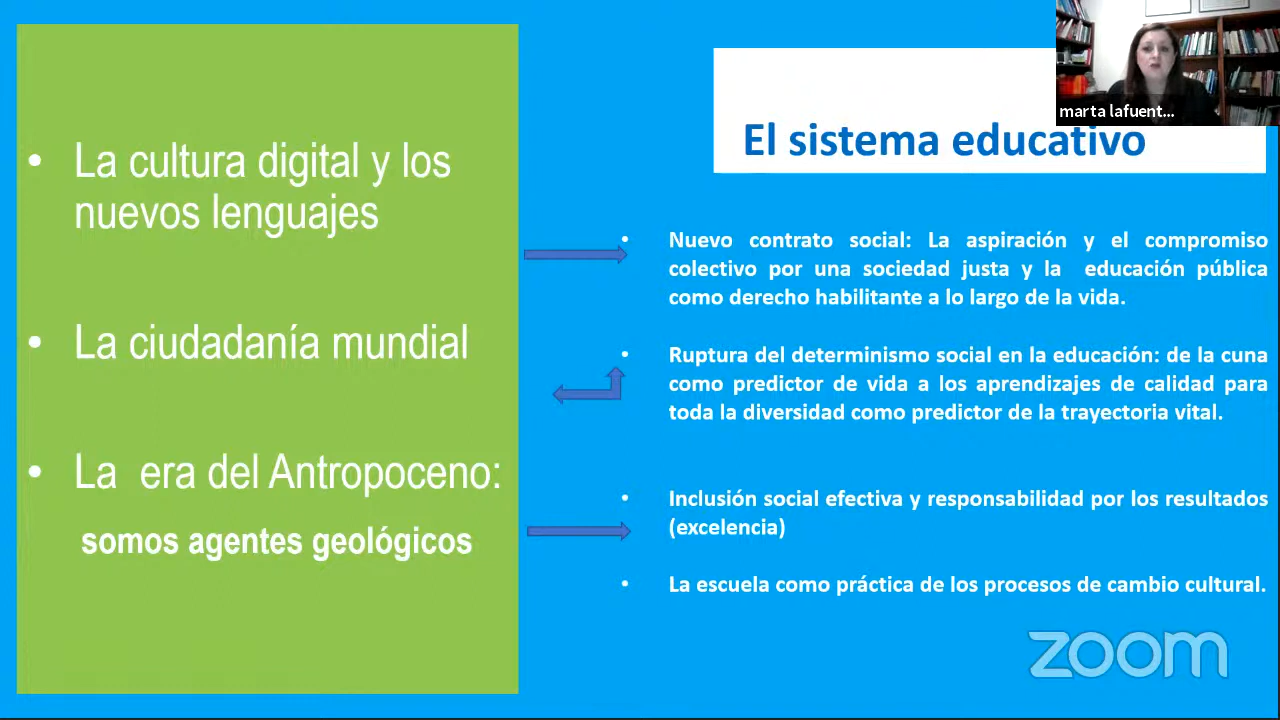 • La cultura digital y los
nuevos lenguajes
• La ciudadanía mundial
• La era del Antropoceno:
somos agentes geológicos
marta lafuent...
El sistema educativo
• Nuevo contrato social: La aspiración y el compromiso
colectivo por una sociedad justa y la educación pública
como derecho habilitante a lo largo de la vida.
• Ruptura del determinismo social en la educación: de la cuna
como predictor de vida a los aprendizajes de calidad para
toda la diversidad como predictor de la trayectoria vital.
• Inclusión social efectiva y responsabilidad por los resultados
(excelencia)
• La escuela como práctica de los procesos de cambio cultural.
zoom